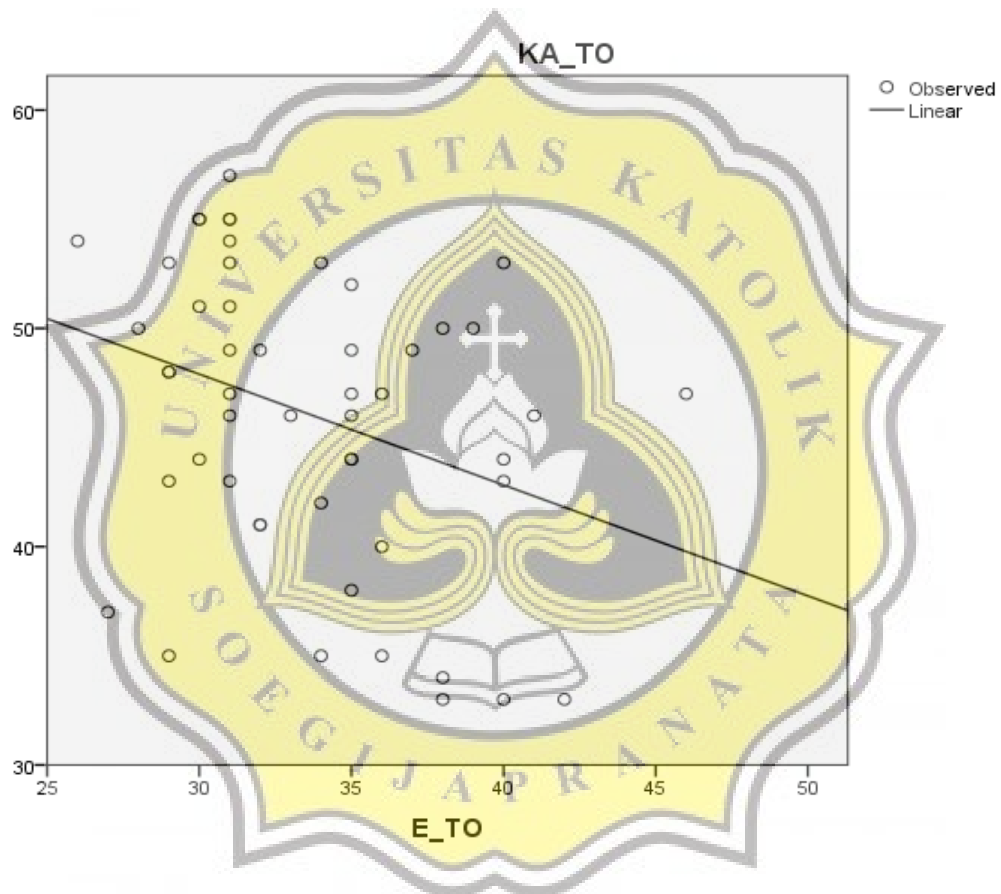 KA_TO
Observed
Linear
60
50
40
30
25 30 35 40 45 50
E_TO
UNIVERSITAS KATOLIK
SOEGIJAPRANATA